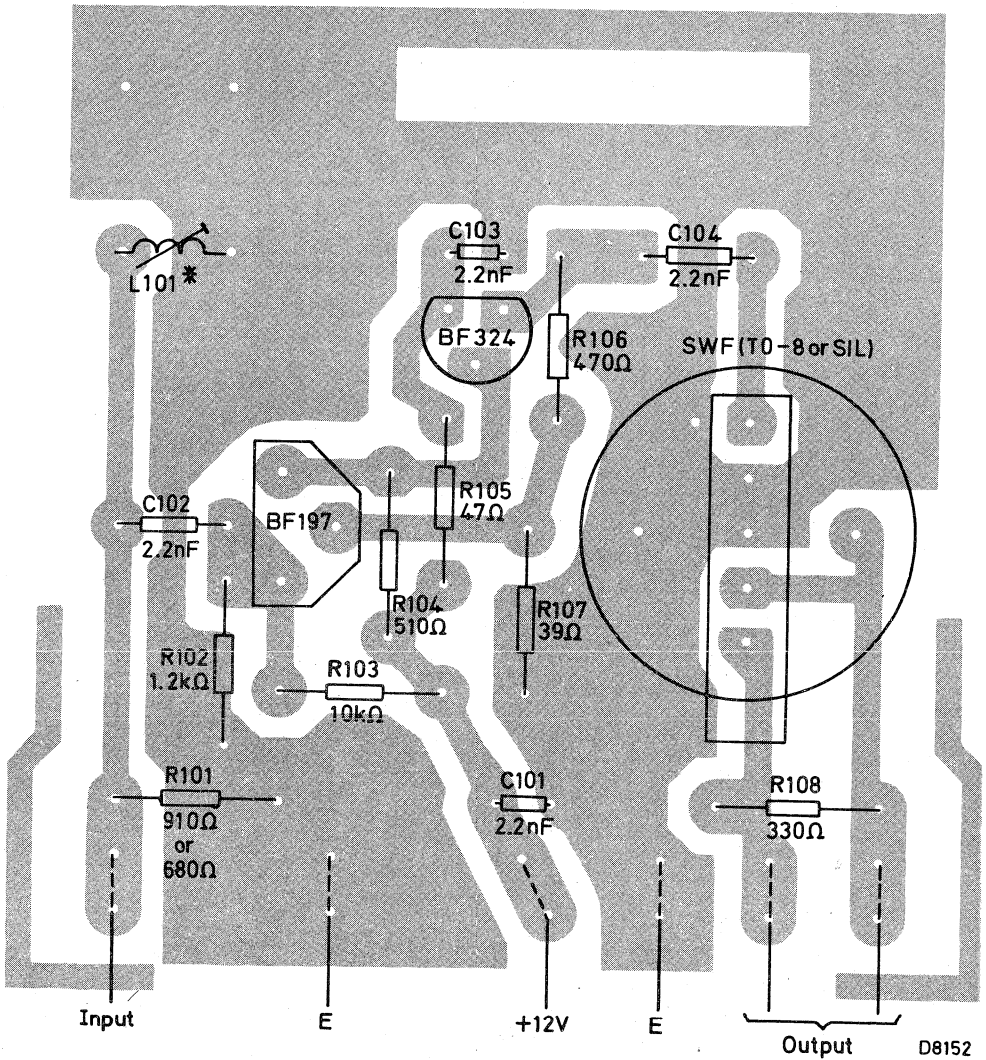 C103
2.2nF
C104
2.2nF
L101 *
BF324
R106
470Ω
SWF (TO-8 or SIL)
C102
2.2nF
BF197
R105
47Ω
R104
510Ω
R107
39Ω
R102
1.2kΩ
R103
10kΩ
R101
910Ω
or
680Ω
C101
2.2nF
R108
330Ω
Input
E
+12V
E
Output
D8152